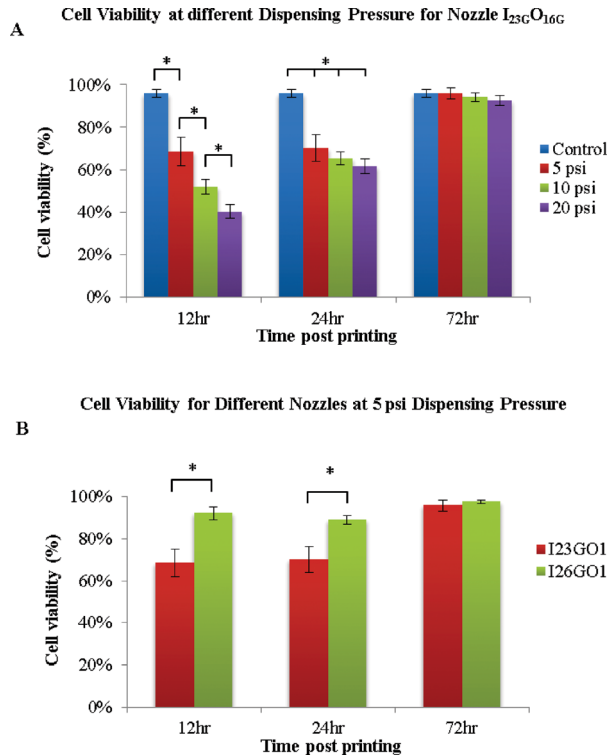 Cell Viability at different Dispensing Pressure for Nozzle I23GO16G
A
*
*
*
*
100%
80%
60%
40%
20%
0%
Cell viability (%)
Control
5 psi
10 psi
20 psi
12hr 24hr 72hr
Time post printing
Cell Viability for Different Nozzles at 5 psi Dispensing Pressure
B
* *
100%
80%
60%
40%
20%
0%
Cell viability (%)
I23GO1
I26GO1
12hr 24hr 72hr
Time post printing